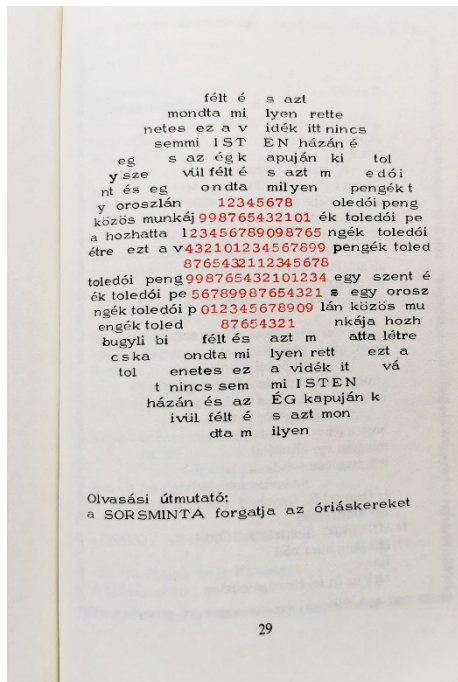 félt é s azt
mondta mi lyen rette
netes ez a v idék itt nincs
semmi IST EN házán é
eg s az ég k apuján ki tol
y sze vül félt é s azt m edói
nt és eg ondta milyen pengék t
y oroszlán 12345678 oledói peng
közös munkáj 998765432101 ék toledói pe
a hozhatta 123456789098765 ngék toledói
étre ezt a v4321012345678 99 pengék toled
8765432112345678
toledói peng998765432101234 egy szent é
ék toledói pe 56789987654321 s egy orosz
ngék toledói p 012345678909 lán közös mu
engék toled 87654321 nkája hozh
bugyli bi félt és azt m atta létre
cska ondta mi lyen rett ezt a
tol enetes ez a vidék it vá
t nincs sem mi ISTEN
házán és az ÉG kapuján k
ivül félt é s azt mon
dta m ilyen
Olvasási útmutató:
a SORSMINTA forgatja az óriáskereket
29